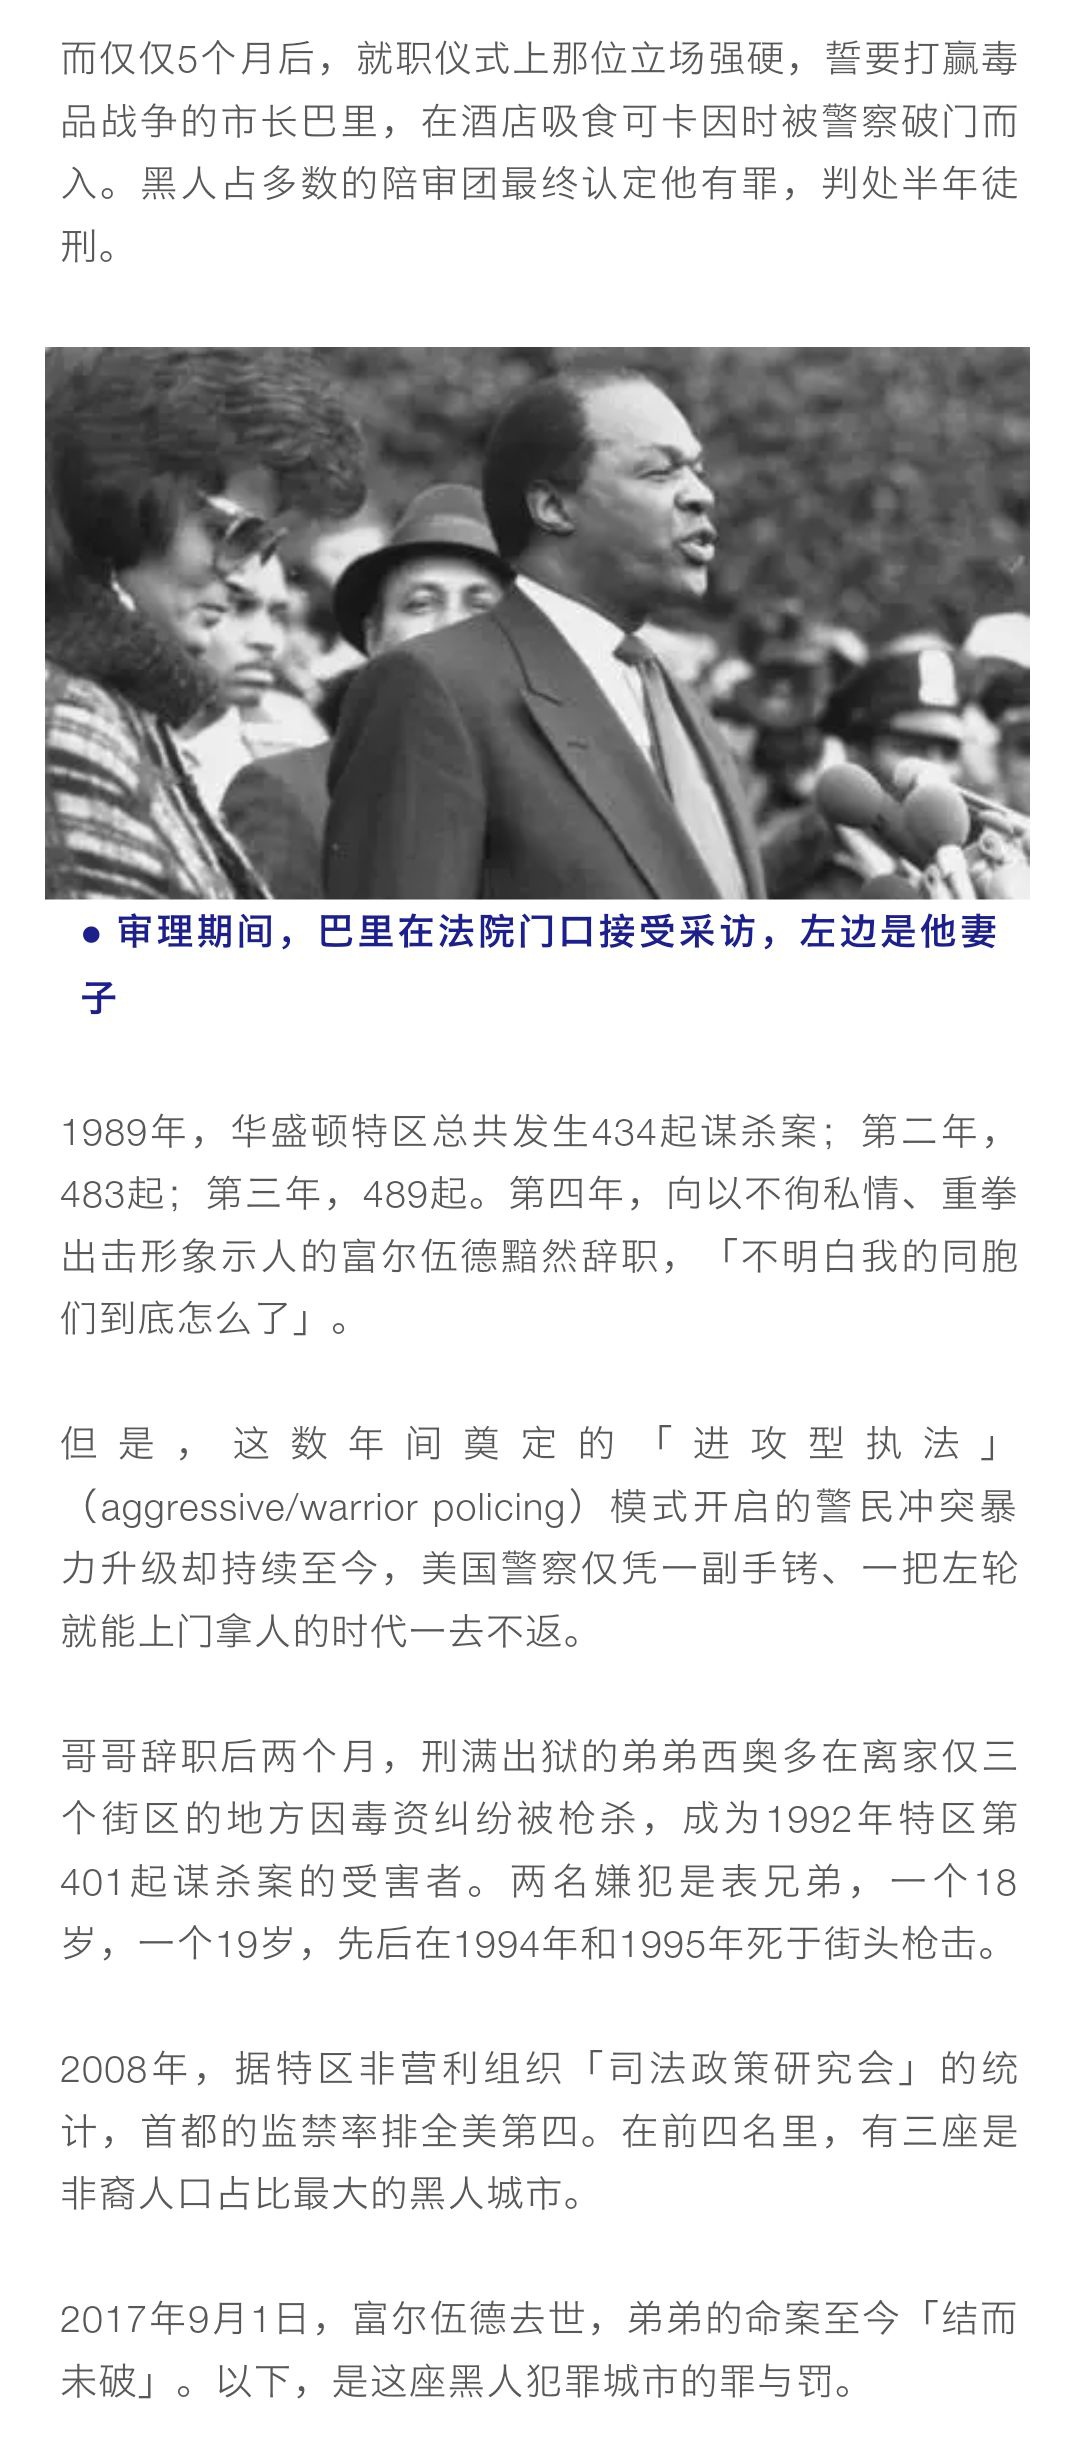 而仅仅5个月后，就职仪式上那位立场强硬，誓要打赢毒
品战争的市长巴里，在酒店吸食可卡因时被警察破门而
入。黑人占多数的陪审团最终认定他有罪，判处半年徒
刑。
● 审理期间，巴里在法院门口接受采访，左边是他妻
子
1989年，华盛顿特区总共发生434起谋杀案；第二年，
483起；第三年，489起。第四年，向以不徇私情、重拳
出击形象示人的富尔伍德黯然辞职，「不明白我的同胞
们到底怎么了」。
但是，这数年间奠定的「进攻型执法」
（aggressive/warrior policing）模式开启的警民冲突暴
力升级却持续至今，美国警察仅凭一副手铐、一把左轮
就能上门拿人的时代一去不返。
哥哥辞职后两个月，刑满出狱的弟弟西奥多在离家仅三
个街区的地方因毒资纠纷被枪杀，成为1992年特区第
401起谋杀案的受害者。两名嫌犯是表兄弟，一个18
岁，一个19岁，先后在1994年和1995年死于街头枪击。
2008年，据特区非营利组织「司法政策研究会」的统
计，首都的监禁率排全美第四。在前四名里，有三座是
非裔人口占比最大的黑人城市。
2017年9月1日，富尔伍德去世，弟弟的命案至今「结而
未破」。以下，是这座黑人犯罪城市的罪与罚。